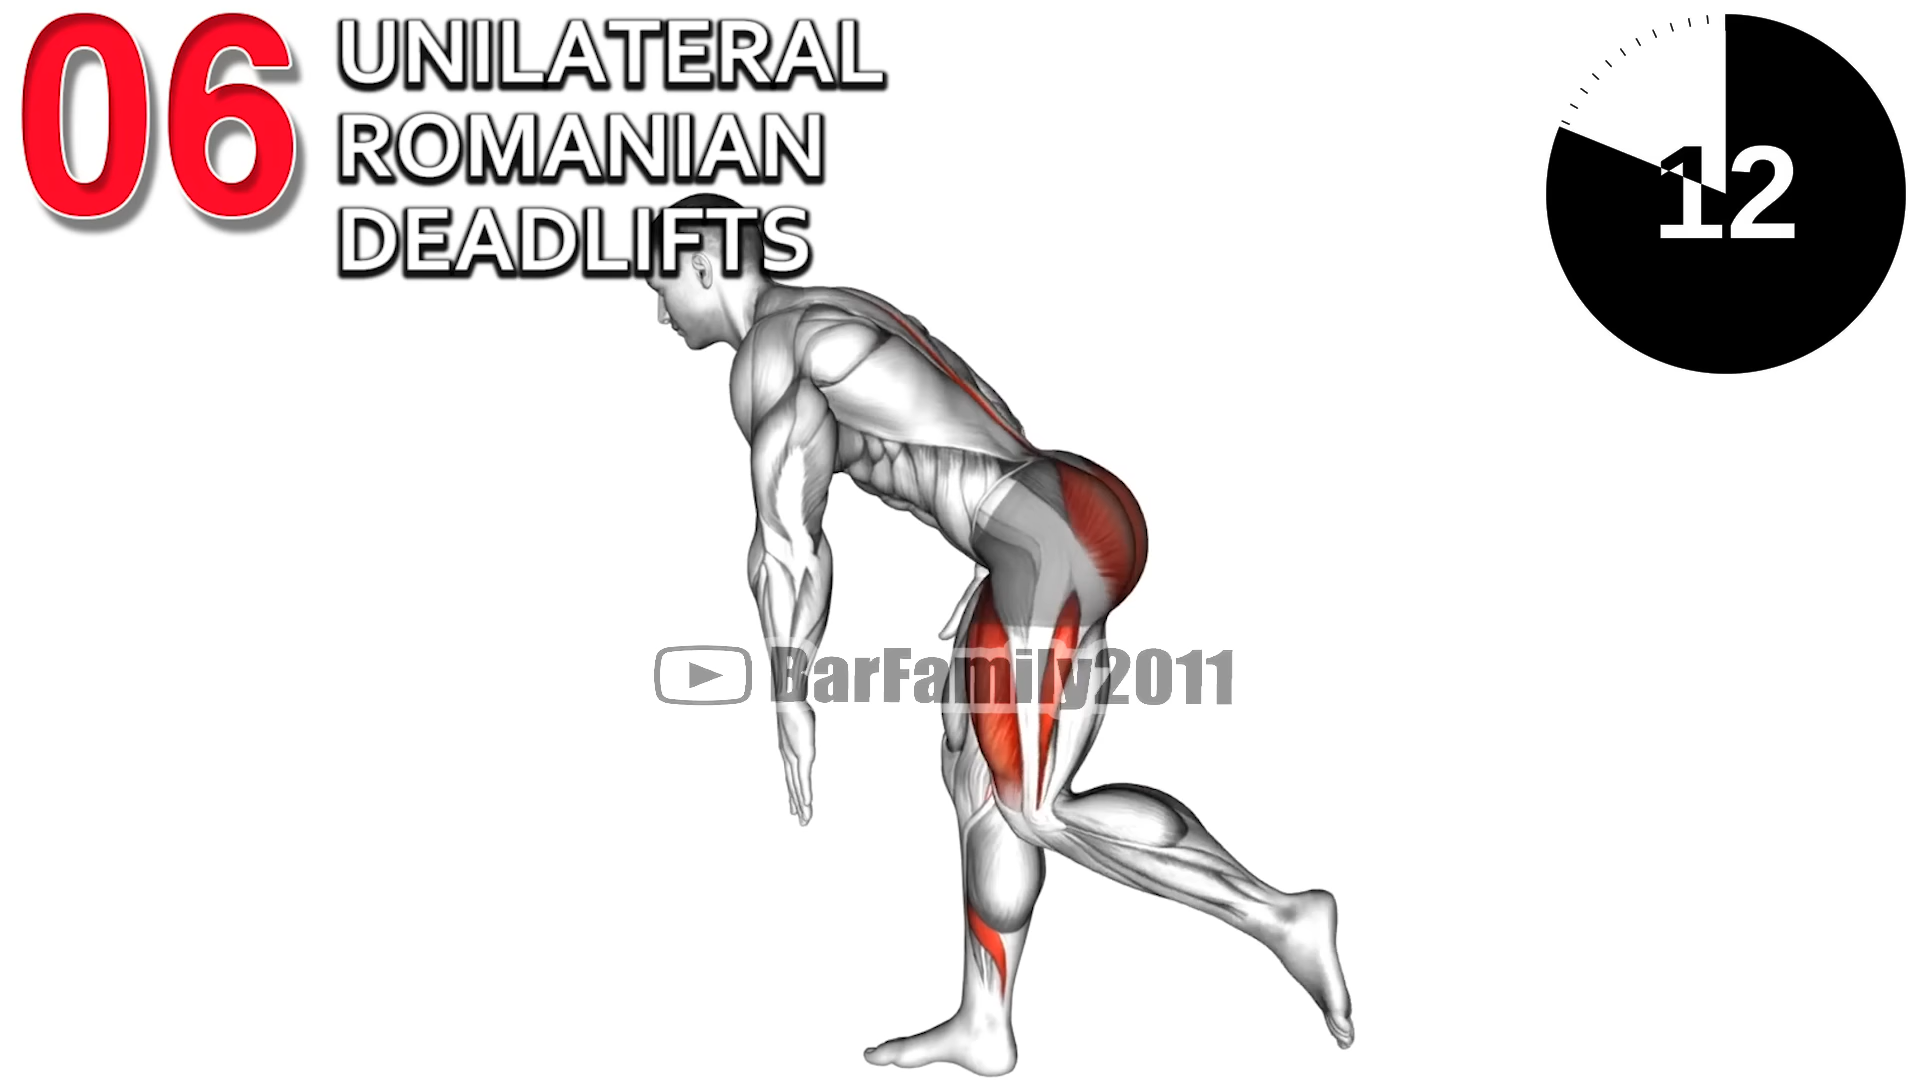 06
UNILATERAL
ROMANIAN
DEADLIFTS
12
BarFamily2011